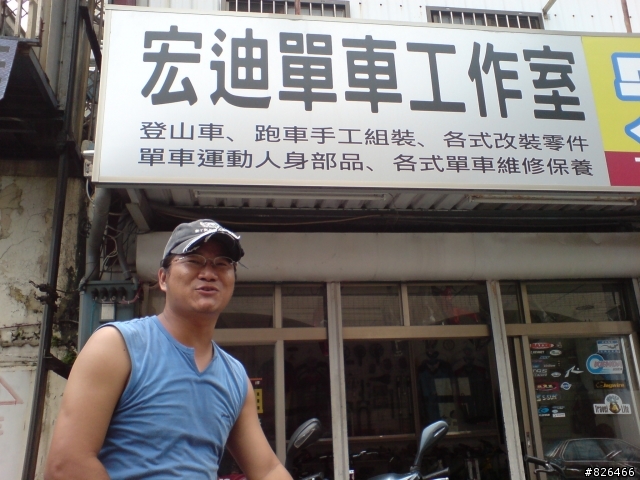 宏迪單車工作室
登山車、跑車手工組裝、各式改裝零件
單車運動人身部品、各式單車維修保養
#826466